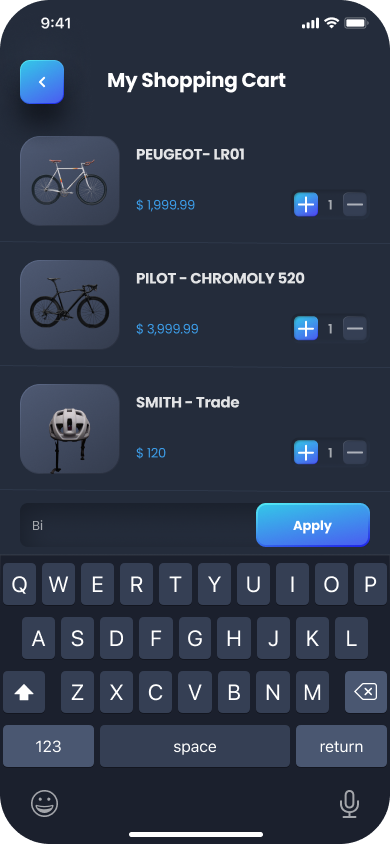 9:41
My Shopping Cart
PEUGEOT- LR01
$ 1,999.99
1
PILOT - CHROMOLY 520
$ 3,999.99
1
SMITH - Trade
$ 120
1
Bi
Apply
Q W E R T Y U I O P
A S D F G H J K L
Z X C V B N M
123 space return